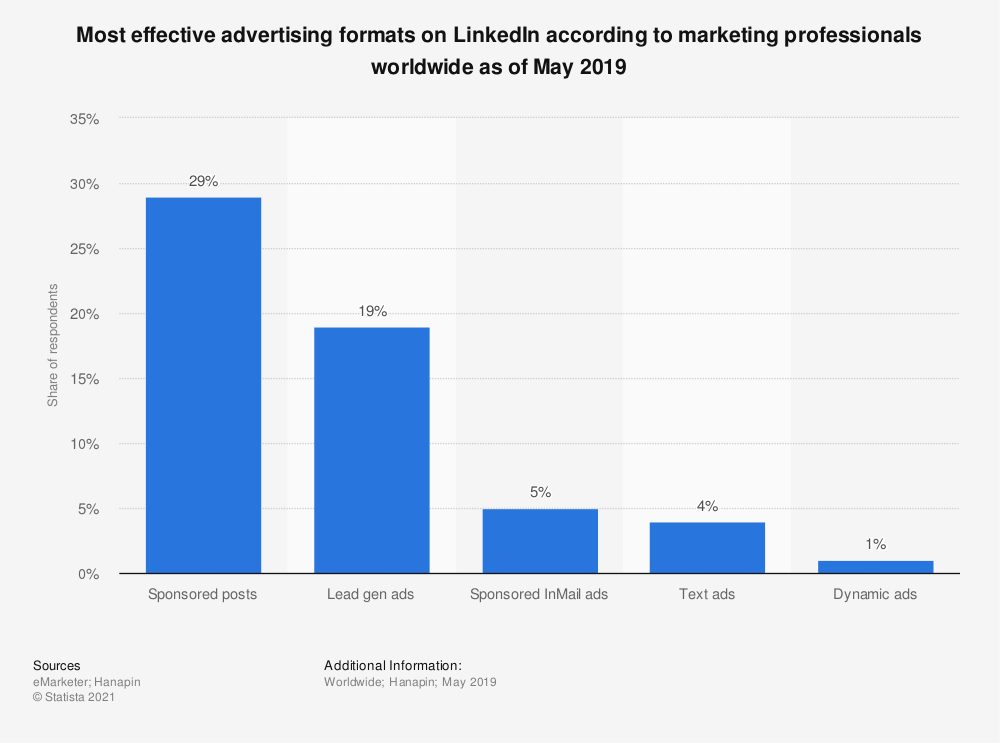 Most effective advertising formats on LinkedIn according to marketing professionals
worldwide as of May 2019
35%
30%
25%
20%
15%
10%
5%
0%
Share of respondents
29%
19%
5%
4%
1%
Sponsored posts
Lead gen ads
Sponsored InMail ads
Text ads
Dynamic ads
Sources
eMarketer; Hanapin
© Statista 2021
Additional Information:
Worldwide; Hanapin; May 2019